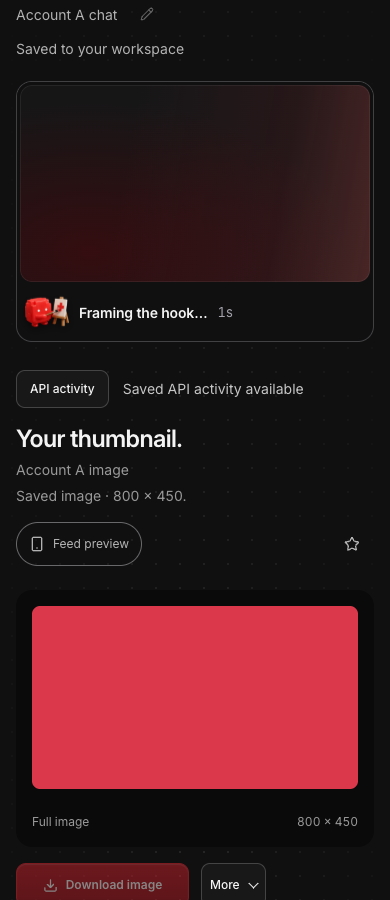 Account A chat
Saved to your workspace
Framing the hook... 1s
API activity Saved API activity available
Your thumbnail.
Account A image
Saved image · 800 × 450.
Feed preview
Full image 800 × 450
Download image More